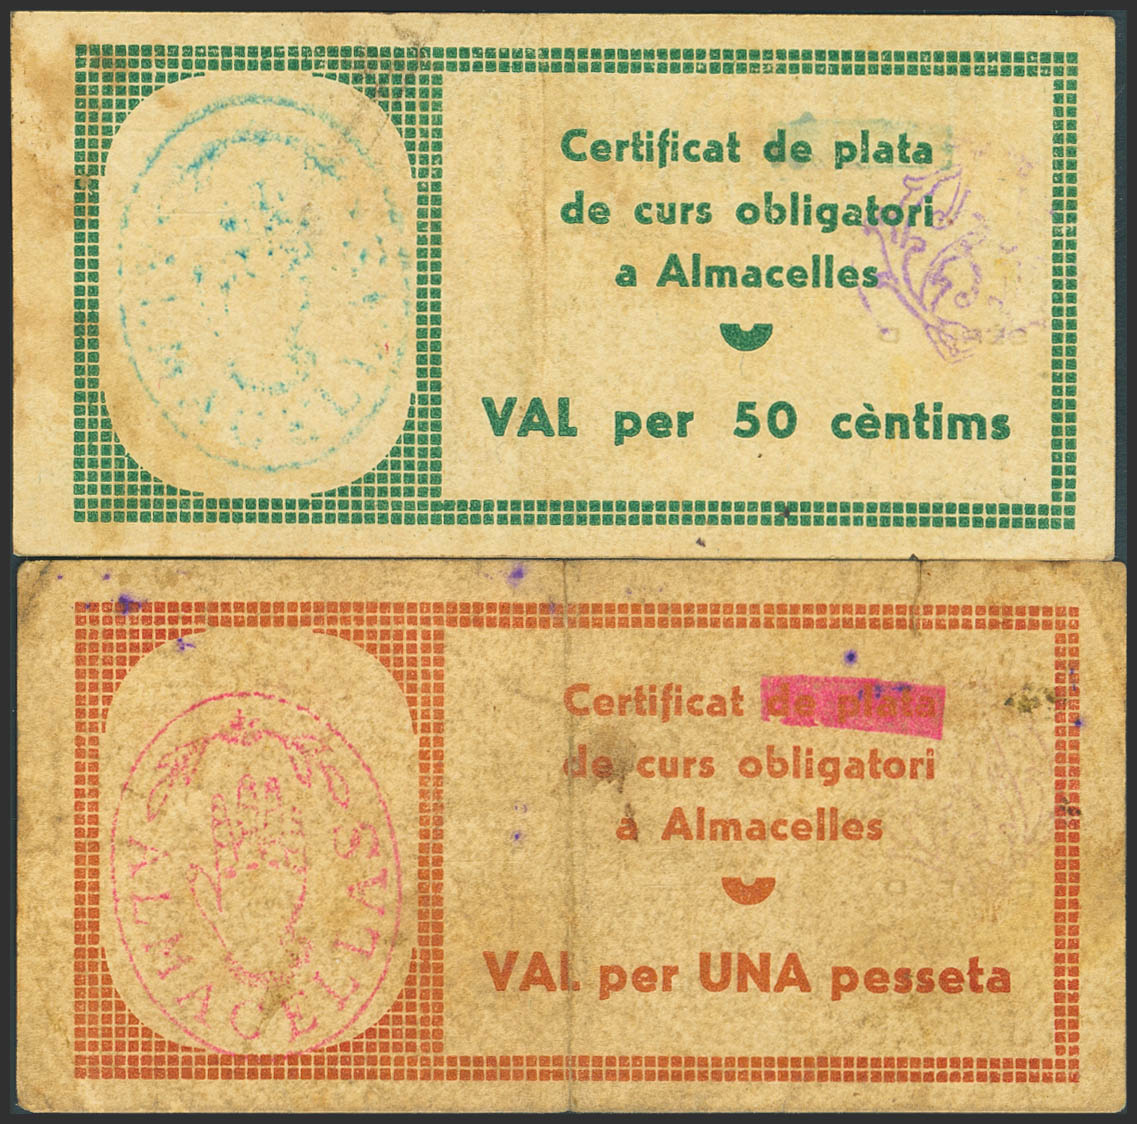 Certificat de plata
de curs obligatori
a Almacelles
VAL per 50 cèntims
Certificat de plata
de curs obligatori
a Almacelles
VAL per UNA pesseta